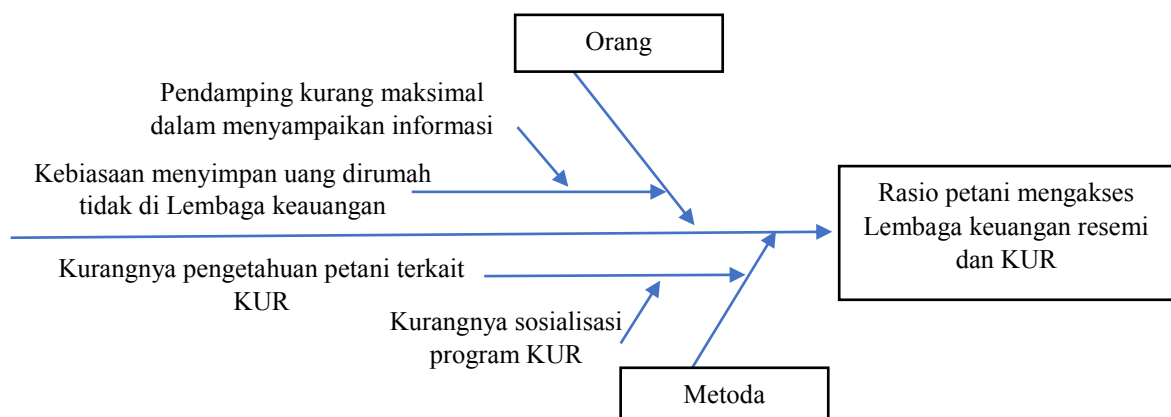 Orang
Pendamping kurang maksimal
dalam menyampaikan informasi
Kebiasaan menyimpan uang dirumah
tidak di Lembaga keauangan
Rasio petani mengakses
Lembaga keuangan resemi
dan KUR
Kurangnya pengetahuan petani terkait
KUR
Kurangnya sosialisasi
program KUR
Metoda